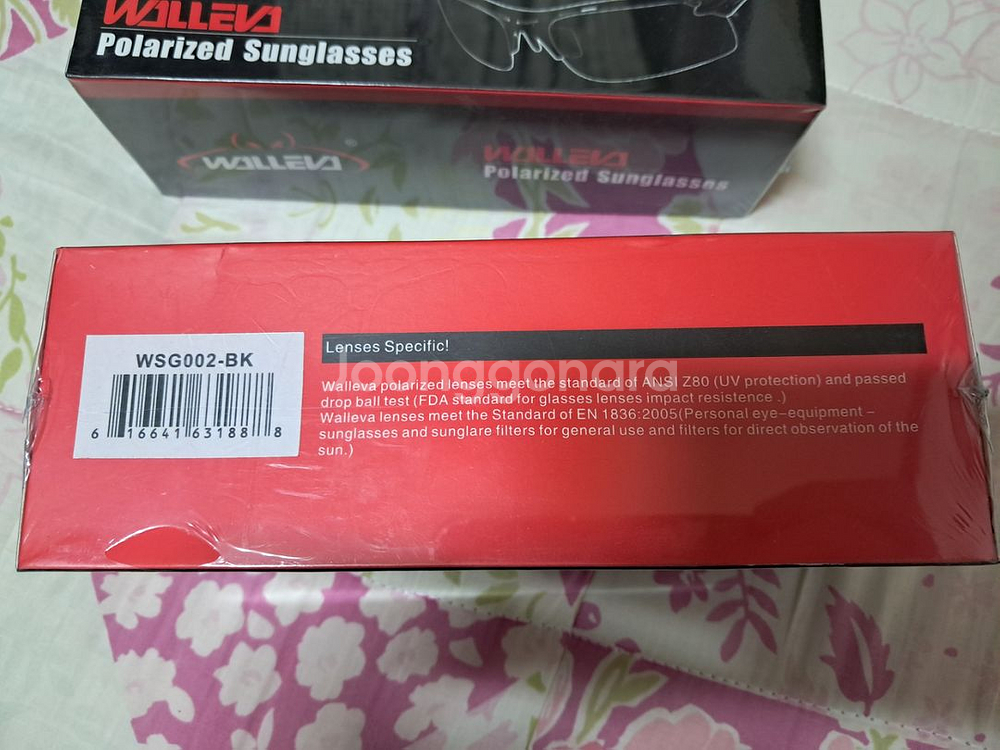 WALLEVA
Polarized Sunglasses
WALLEVA
WALLEVA
Polarized Sunglasses
WSG002-BK
6 16641 63188 8
Lenses Specific!
Joonggonara
Walleva polarized lenses meet the standard of ANSI Z80 (UV protection) and passed
drop ball test (FDA standard for glasses lenses impact resistence .)
Walleva lenses meet the Standard of EN 1836:2005(Personal eye-equipment -
sunglasses and sunglare filters for general use and filters for direct observation of the
sun.)